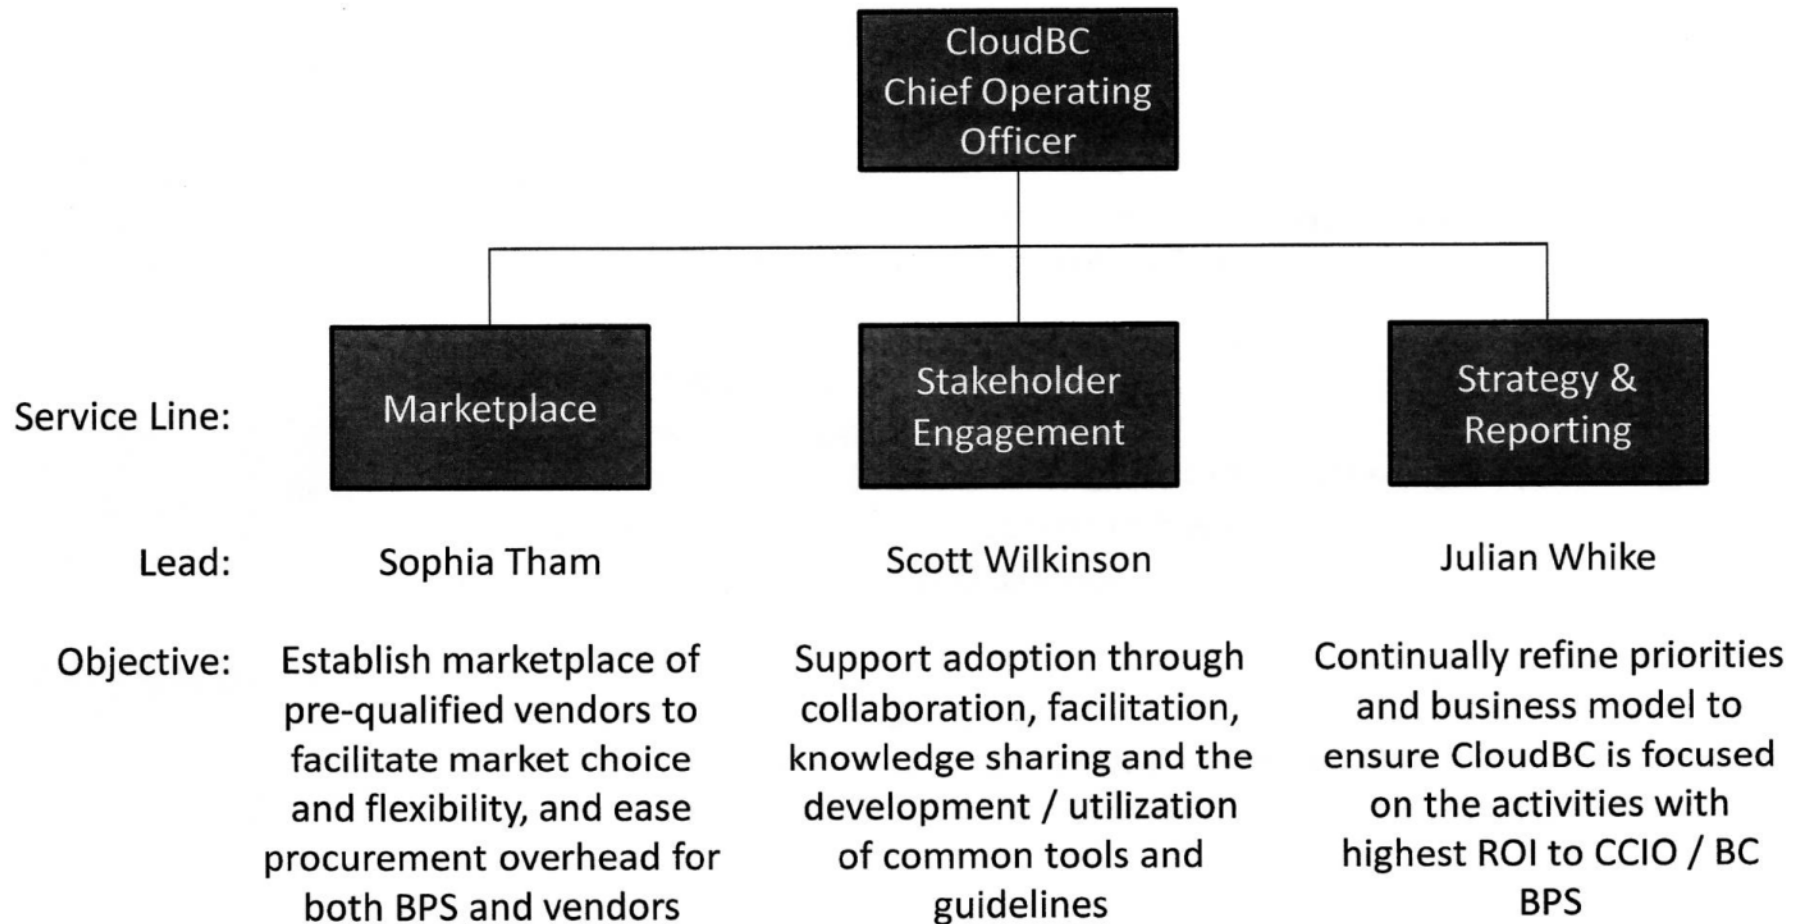 CloudBC
Chief Operating
Officer
Service Line:
Marketplace
Stakeholder
Engagement
Strategy &
Reporting
Lead:
Sophia Tham
Scott Wilkinson
Julian Whike
Objective:
Establish marketplace of
pre-qualified vendors to
facilitate market choice
and flexibility, and ease
procurement overhead for
both BPS and vendors
Support adoption through
collaboration, facilitation,
knowledge sharing and the
development / utilization
of common tools and
guidelines
Continually refine priorities
and business model to
ensure CloudBC is focused
on the activities with
highest ROI to CCIO / BC
BPS